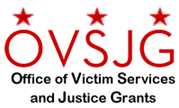 OVSJG
Office of Victim Services
and Justice Grants